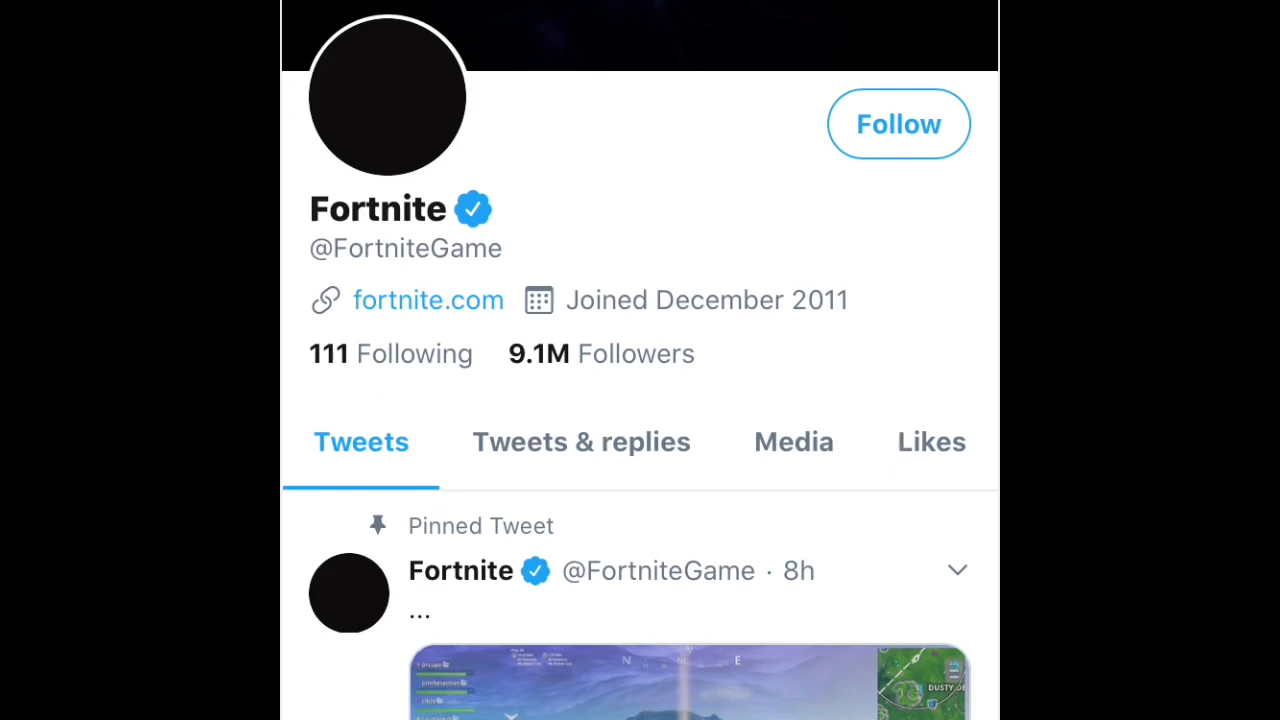 Follow
Fortnite
@FortniteGame
fortnite.com Joined December 2011
111 Following 9.1M Followers
Tweets Tweets & replies Media Likes
Pinned Tweet
Fortnite @FortniteGame · 8h
...
N E